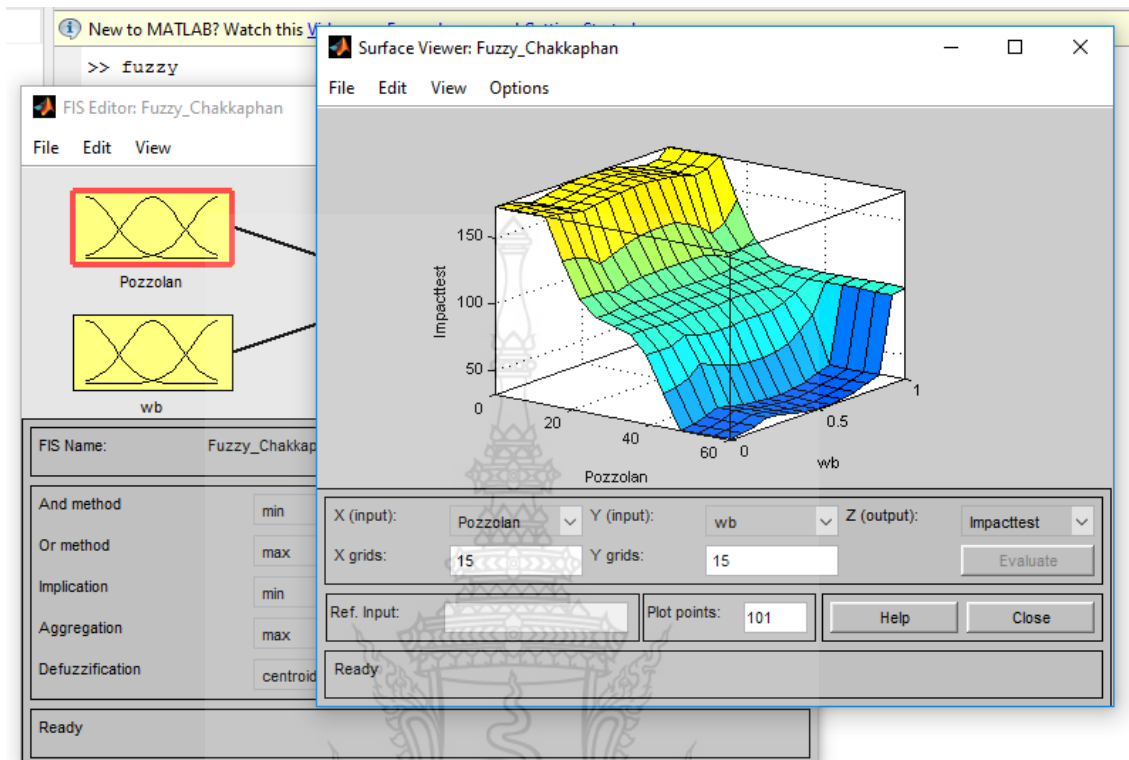 New to MATLAB? Watch this
>> fuzzy
FIS Editor: Fuzzy_Chakkaphan
File Edit View
Pozzolan
wb
FIS Name: Fuzzy_Chakkap
And method min
Or method max
Implication min
Aggregation max
Defuzzification centroid
Ready
Surface Viewer: Fuzzy_Chakkaphan
File Edit View Options
150
100
50
Impacttest
0
20
40
60
Pozzolan
0
0.5
1
wb
X (input): Pozzolan Y (input): wb Z (output): Impacttest
X grids: 15 Y grids: 15 Evaluate
Ref. Input: Plot points: 101 Help Close
Ready